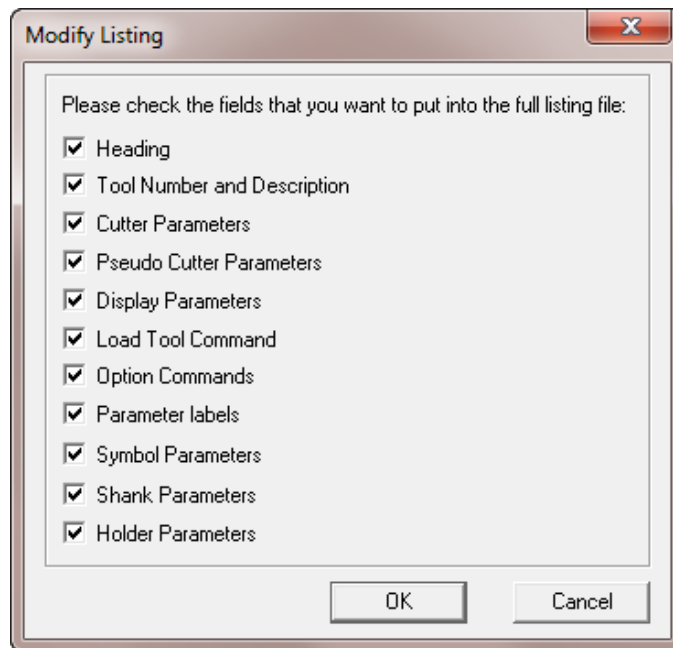 Modify Listing
Please check the fields that you want to put into the full listing file:
Heading
Tool Number and Description
Cutter Parameters
Pseudo Cutter Parameters
Display Parameters
Load Tool Command
Option Commands
Parameter labels
Symbol Parameters
Shank Parameters
Holder Parameters
OK
Cancel